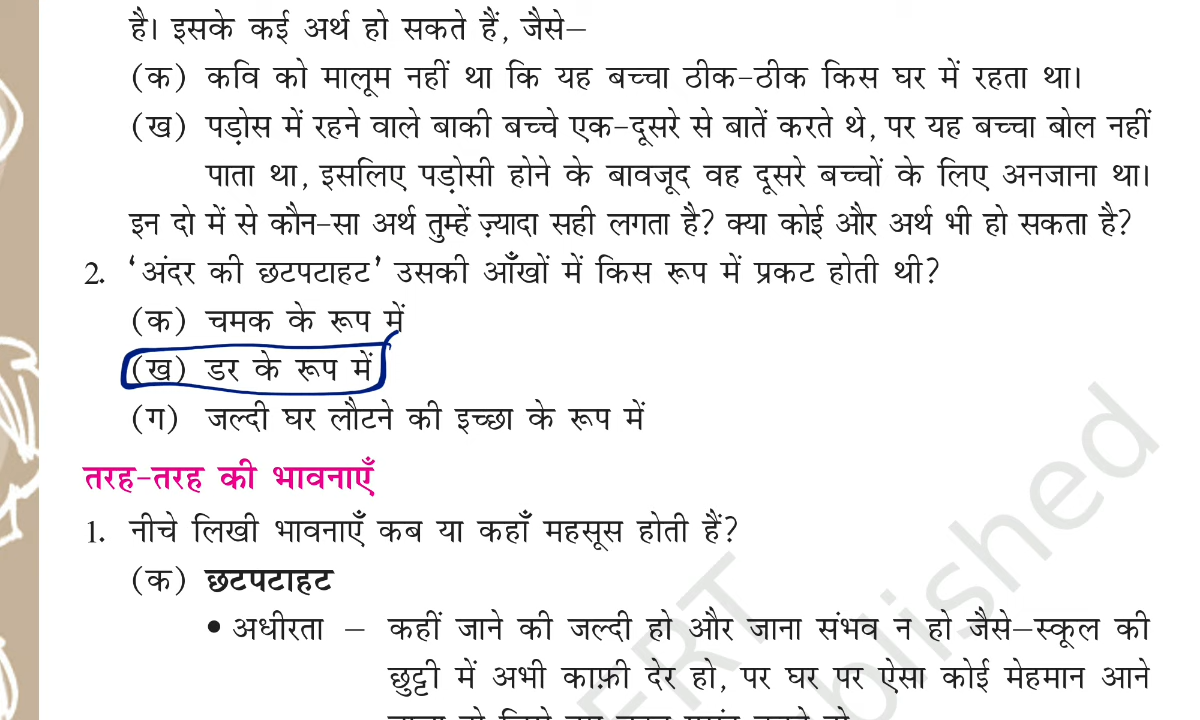 है। इसके कई अर्थ हो सकते हैं, जैसे–
(क) कवि को मालूम नहीं था कि यह बच्चा ठीक-ठीक किस घर में रहता था।
(ख) पड़ोस में रहने वाले बाकी बच्चे एक-दूसरे से बातें करते थे, पर यह बच्चा बोल नहीं
पाता था, इसलिए पड़ोसी होने के बावजूद वह दूसरे बच्चों के लिए अनजाना था।
इन दो में से कौन-सा अर्थ तुम्हें ज़्यादा सही लगता है? क्या कोई और अर्थ भी हो सकता है?
2. ‘अंदर की छटपटाहट’ उसकी आँखों में किस रूप में प्रकट होती थी?
(क) चमक के रूप में
(ख) डर के रूप में
(ग) जल्दी घर लौटने की इच्छा के रूप में
तरह-तरह की भावनाएँ
1. नीचे लिखी भावनाएँ कब या कहाँ महसूस होती हैं?
(क) छटपटाहट
• अधीरता – कहीं जाने की जल्दी हो और जाना संभव न हो जैसे–स्कूल की
छुट्टी में अभी काफ़ी देर हो, पर घर पर ऐसा कोई मेहमान आने